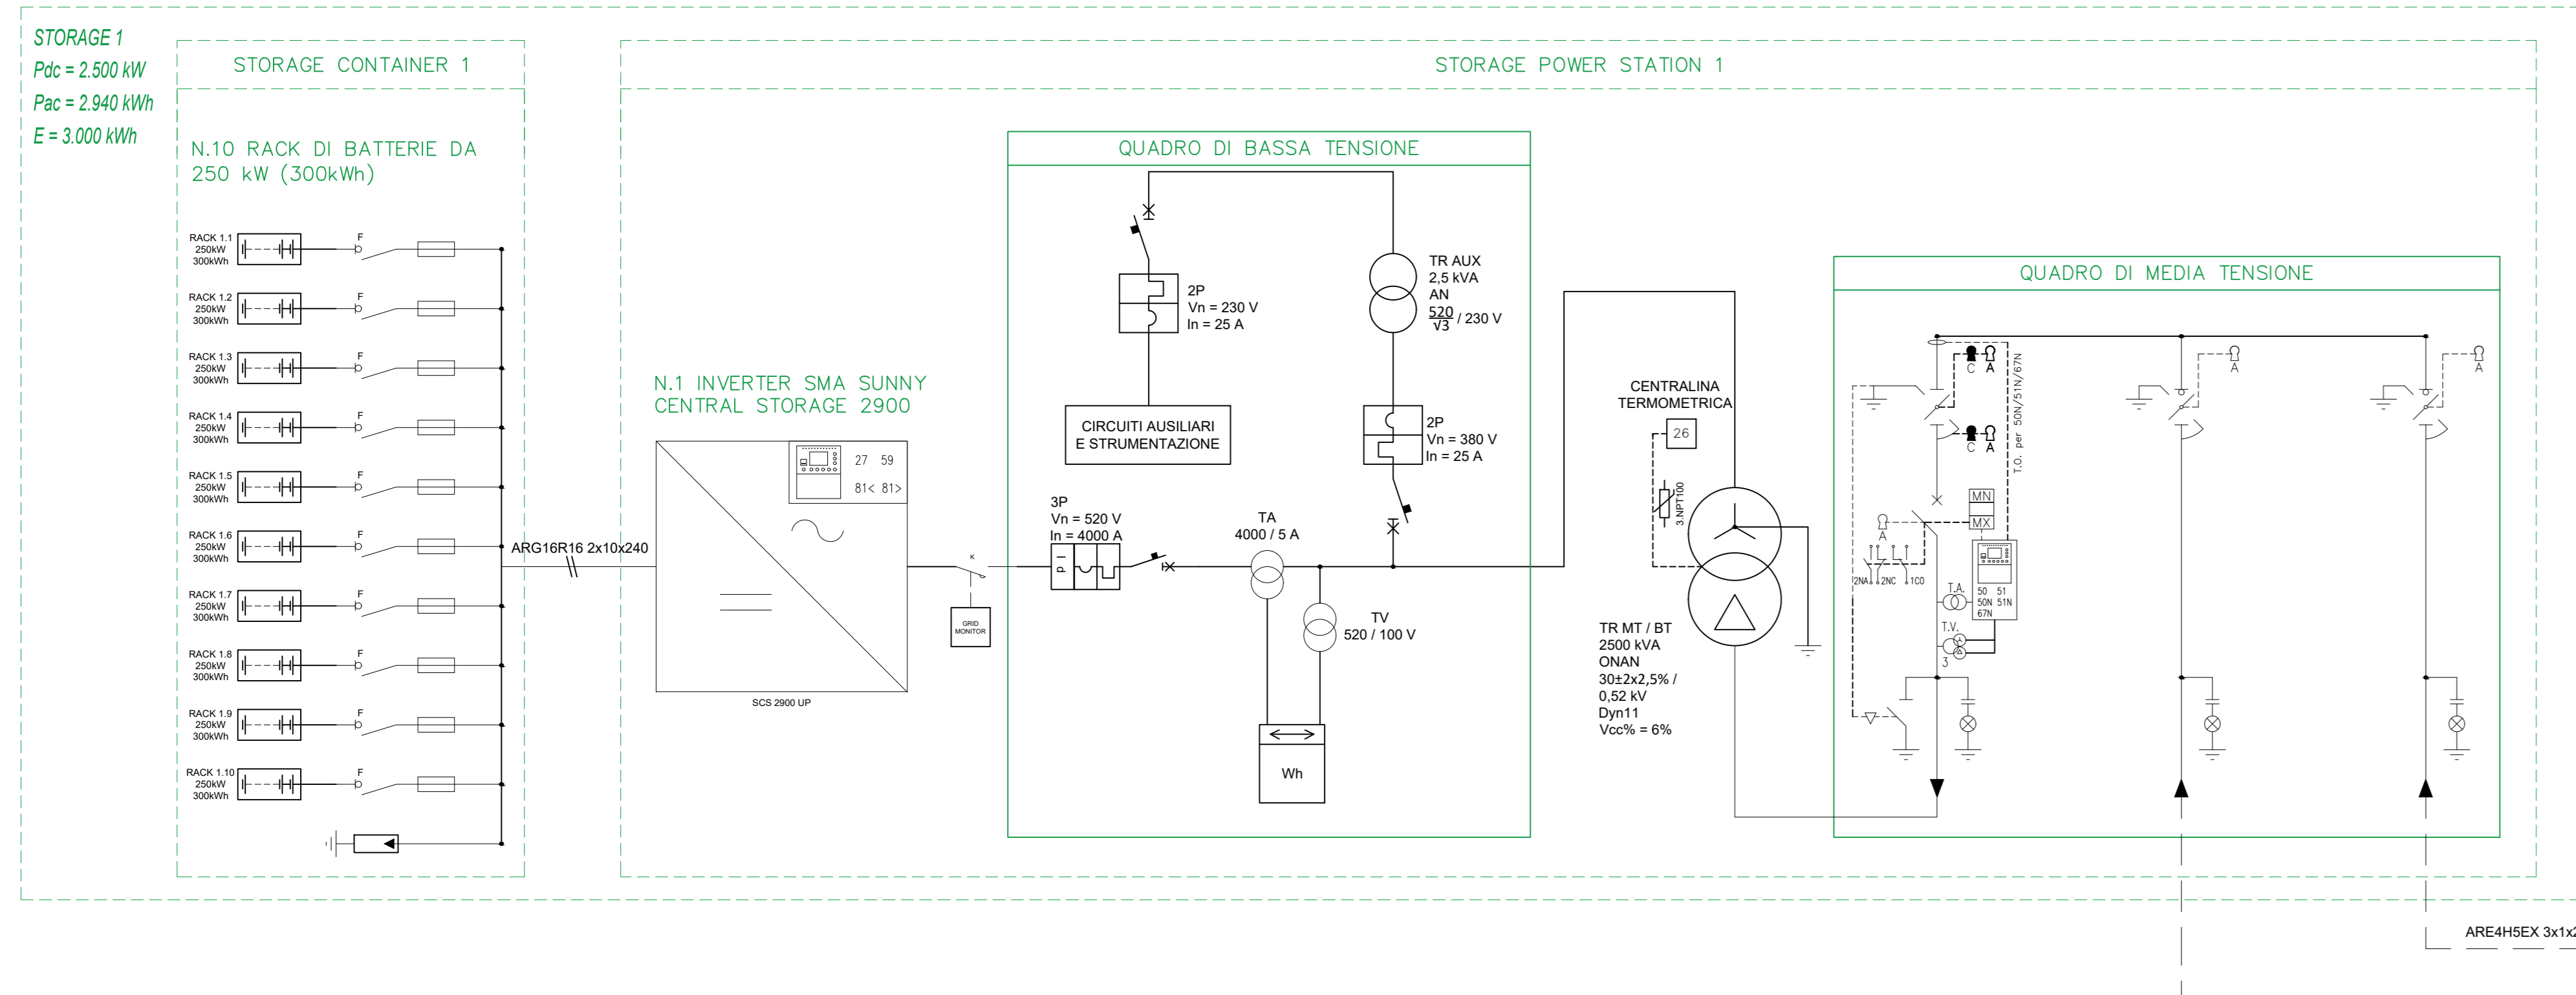 STORAGE 1
Pdc = 2.500 kW
Pac = 2.940 kWh
E = 3.000 kWh
STORAGE CONTAINER 1
N.10 RACK DI BATTERIE DA
250 kW (300kWh)
RACK 1.1
250kW
300kWh
F
RACK 1.2
250kW
300kWh
F
RACK 1.3
250kW
300kWh
F
RACK 1.4
250kW
300kWh
F
RACK 1.5
250kW
300kWh
F
RACK 1.6
250kW
300kWh
F
RACK 1.7
250kW
300kWh
F
RACK 1.8
250kW
300kWh
F
RACK 1.9
250kW
300kWh
F
RACK 1.10
250kW
300kWh
F
ARG16R16 2x10x240
STORAGE POWER STATION 1
N.1 INVERTER SMA SUNNY
CENTRAL STORAGE 2900
27 59
81< 81>
SCS 2900 UP
K
GRID
MONITOR
QUADRO DI BASSA TENSIONE
2P
Vn = 230 V
In = 25 A
CIRCUITI AUSILIARI
E STRUMENTAZIONE
TR AUX
2,5 kVA
AN
520
√3 / 230 V
2P
Vn = 380 V
In = 25 A
3P
Vn = 520 V
In = 4000 A
p I
TA
4000 / 5 A
TV
520 / 100 V
Wh
CENTRALINA
TERMOMETRICA
26
3.NPT100
TR MT / BT
2500 kVA
ONAN
30±2x2,5% /
0,52 kV
Dyn11
Vcc% = 6%
QUADRO DI MEDIA TENSIONE
C A
C A
T.O. per 50N/51N/67N
MN
MX
A
2NA 2NC 1CO
T.A.
50 51
50N 51N
67N
T.V.
3
A
A
ARE4H5EX 3x1x2